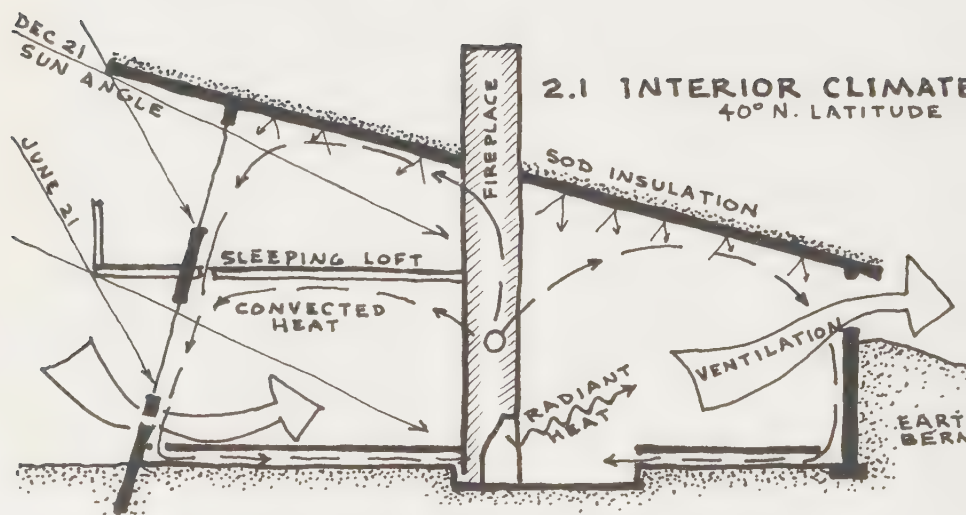 DEC 21
SUN ANGLE
JUNE 21
2.1 INTERIOR CLIMATE
40° N. LATITUDE
FIREPLACE
SOD INSULATION
SLEEPING LOFT
CONVECTED
HEAT
VENTILATION
RADIANT
HEAT
EART
BERM